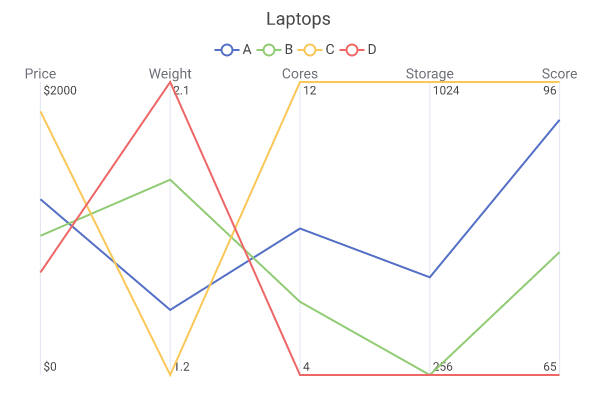 Laptops
A B C D
Price Weight Cores Storage Score
$2000 2.1 12 1024 96
$0 1.2 4 256 65